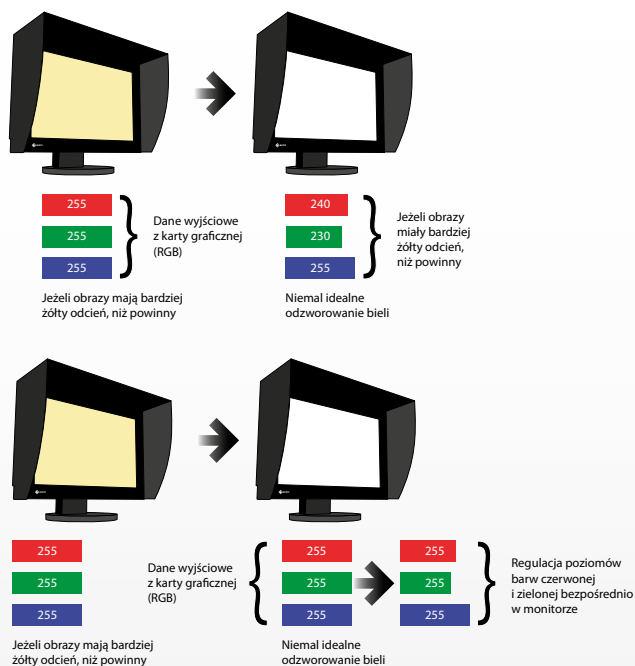 255
255
255
Dane wyjściowe
z karty graficznej
(RGB)
Jeżeli obrazy mają bardziej
żółty odcień, niż powinny
240
230
255
Jeżeli obrazy
miały bardziej
żółty odcień,
niż powinny
Niemal idealne
odzworowanie bieli
255
255
255
Jeżeli obrazy mają bardziej
żółty odcień, niż powinny
Dane wyjściowe
z karty graficznej
(RGB)
255
255
255
Niemal idealne
odzworowanie bieli
255
255
255
Regulacja poziomów
barw czerwonej
i zielonej bezpośrednio
w monitorze